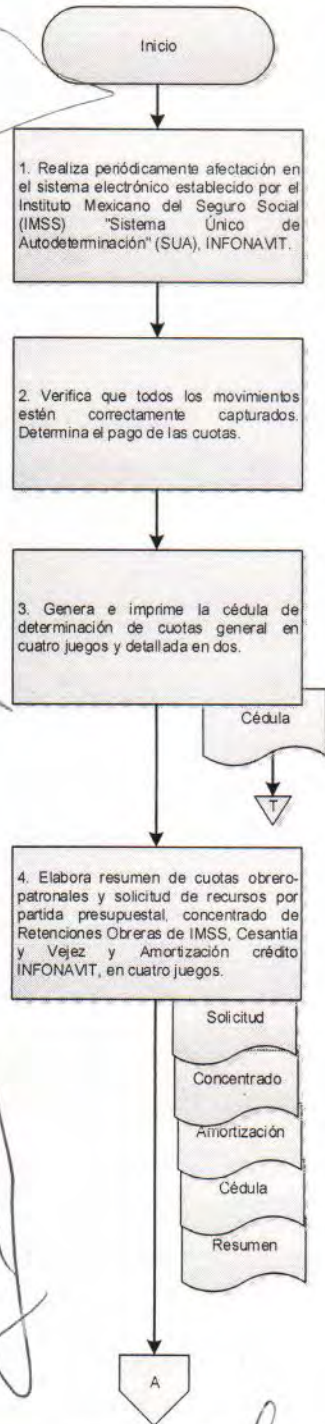 Inicio
1. Realiza periódicamente afectación en
el sistema electrónico establecido por el
Instituto Mexicano del Seguro Social
(IMSS) "Sistema Único de
Autodeterminación" (SUA), INFONAVIT.
2. Verifica que todos los movimientos
estén correctamente capturados.
Determina el pago de las cuotas.
3. Genera e imprime la cédula de
determinación de cuotas general en
cuatro juegos y detallada en dos.
Cédula
T
4. Elabora resumen de cuotas obrero-
patronales y solicitud de recursos por
partida presupuestal, concentrado de
Retenciones Obreras de IMSS, Cesantía
y Vejez y Amortización crédito
INFONAVIT, en cuatro juegos.
Solicitud
Concentrado
Amortización
Cédula
Resumen
A